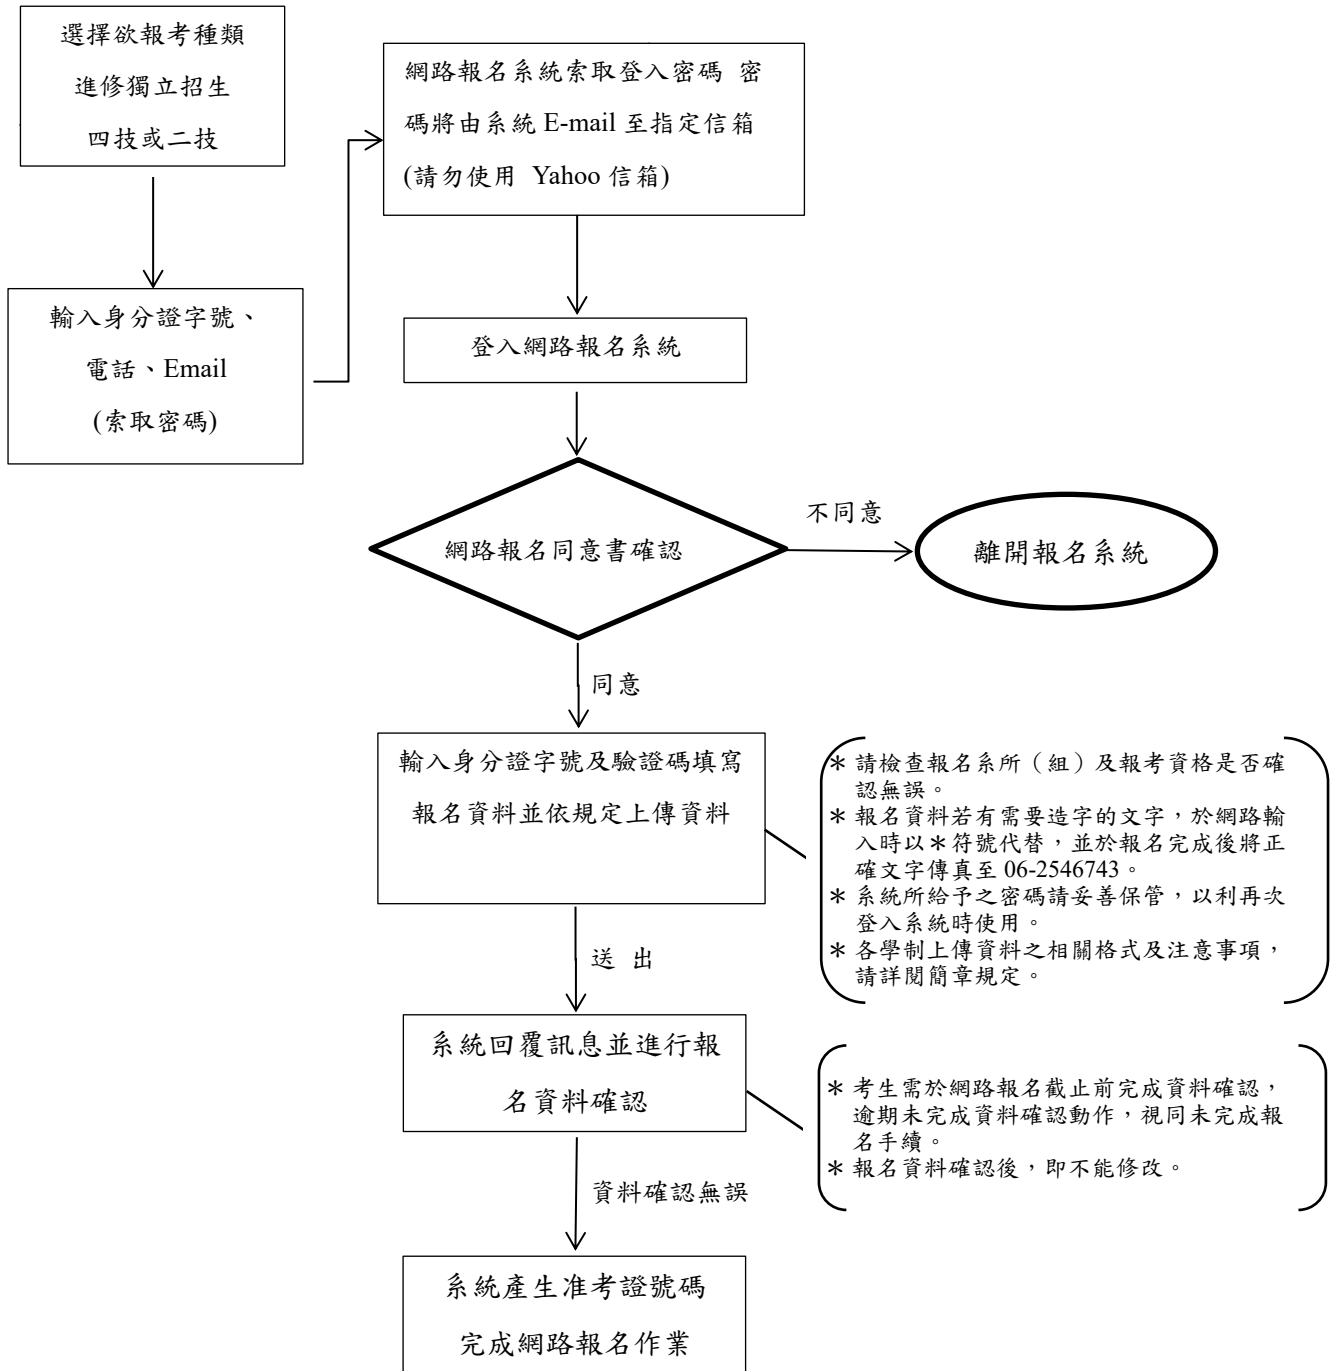 選擇欲報考種類
進修獨立招生
四技或二技
輸入身分證字號、
電話、Email
(索取密碼)
網路報名系統索取登入密碼 密
碼將由系統 E-mail 至指定信箱
(請勿使用 Yahoo 信箱)
登入網路報名系統
網路報名同意書確認
不同意
離開報名系統
同意
輸入身分證字號及驗證碼填寫
報名資料並依規定上傳資料
＊請檢查報名系所（組）及報考資格是否確
認無誤。
＊報名資料若有需要造字的文字，於網路輸
入時以＊符號代替，並於報名完成後將正
確文字傳真至 06-2546743。
＊系統所給予之密碼請妥善保管，以利再次
登入系統時使用。
＊各學制上傳資料之相關格式及注意事項，
請詳閱簡章規定。
送 出
系統回覆訊息並進行報
名資料確認
＊考生需於網路報名截止前完成資料確認，
逾期未完成資料確認動作，視同未完成報
名手續。
＊報名資料確認後，即不能修改。
資料確認無誤
系統產生准考證號碼
完成網路報名作業